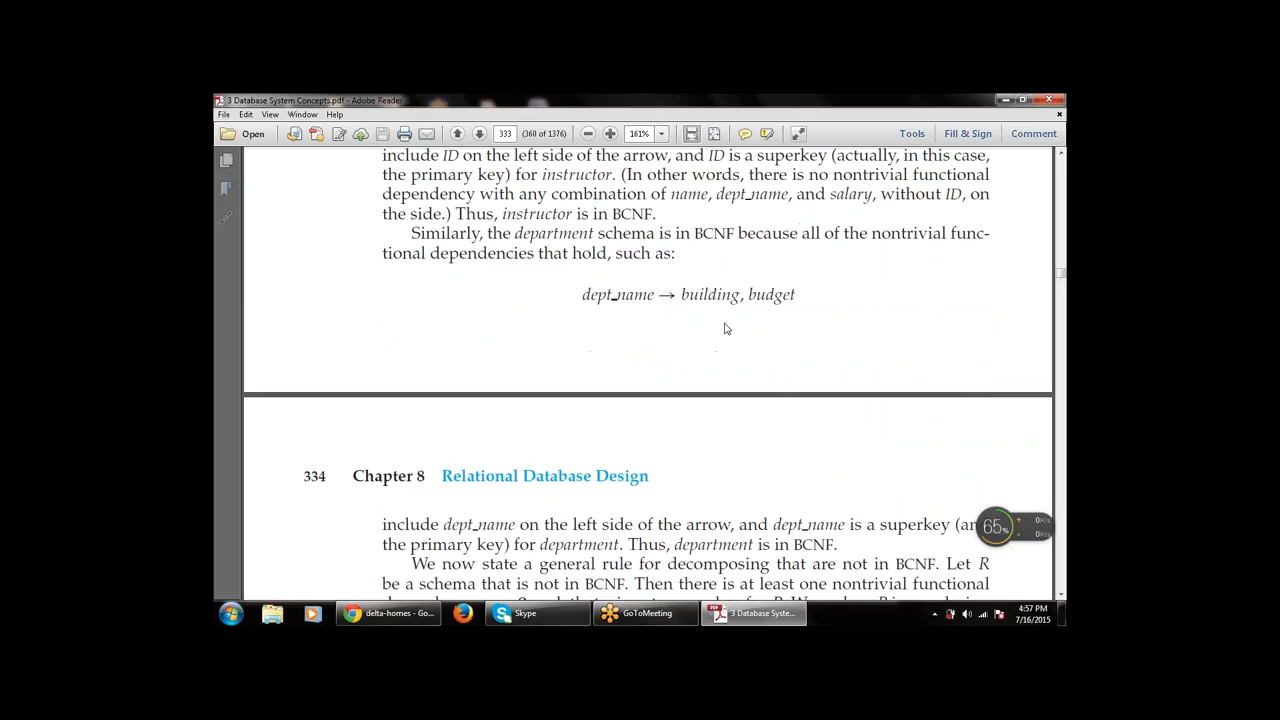 3 Database System Concepts.pdf - Adobe Reader
File Edit View Window Help
Open 333 (360 of 1376) 161% Tools Fill & Sign Comment
include ID on the left side of the arrow, and ID is a superkey (actually, in this case,
the primary key) for instructor. (In other words, there is no nontrivial functional
dependency with any combination of name, dept_name, and salary, without ID, on
the side.) Thus, instructor is in BCNF.
Similarly, the department schema is in BCNF because all of the nontrivial func-
tional dependencies that hold, such as:
dept_name → building, budget
334 Chapter 8 Relational Database Design
include dept_name on the left side of the arrow, and dept_name is a superkey (an
the primary key) for department. Thus, department is in BCNF.
We now state a general rule for decomposing that are not in BCNF. Let R
be a schema that is not in BCNF. Then there is at least one nontrivial functional
65%
0K/s
0K/s
delta-homes - Go... Skype GoToMeeting 3 Database Syste... 4:57 PM
7/16/2015